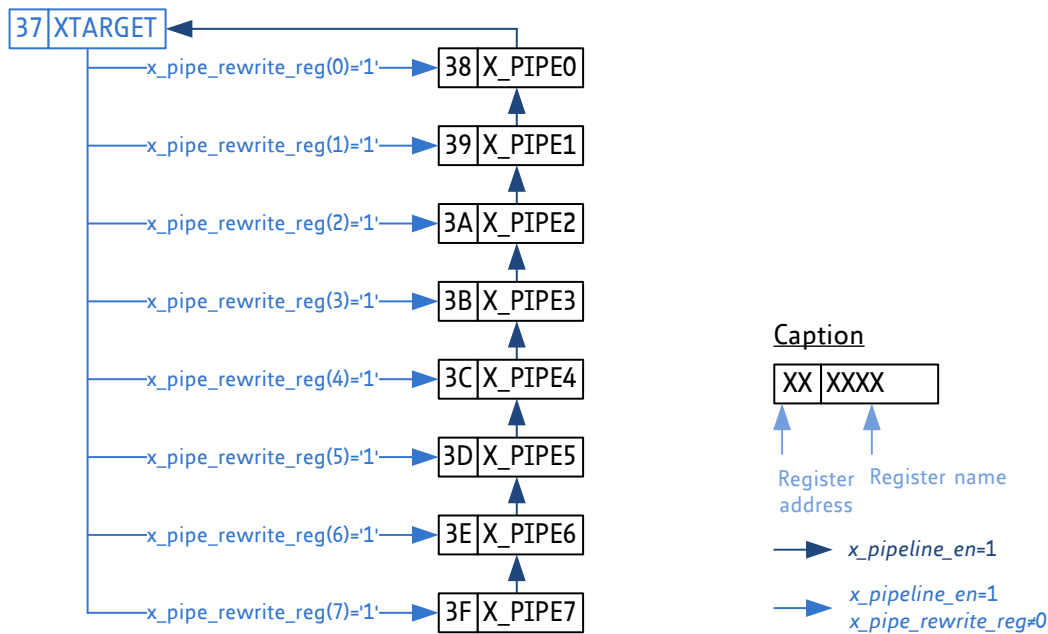 37 XTARGET
x_pipe_rewrite_reg(0)='1' 38 X_PIPE0
x_pipe_rewrite_reg(1)='1' 39 X_PIPE1
x_pipe_rewrite_reg(2)='1' 3A X_PIPE2
x_pipe_rewrite_reg(3)='1' 3B X_PIPE3
x_pipe_rewrite_reg(4)='1' 3C X_PIPE4
x_pipe_rewrite_reg(5)='1' 3D X_PIPE5
x_pipe_rewrite_reg(6)='1' 3E X_PIPE6
x_pipe_rewrite_reg(7)='1' 3F X_PIPE7
Caption
XX XXXX
Register
address
Register name
x_pipeline_en=1
x_pipeline_en=1
x_pipe_rewrite_reg≠0